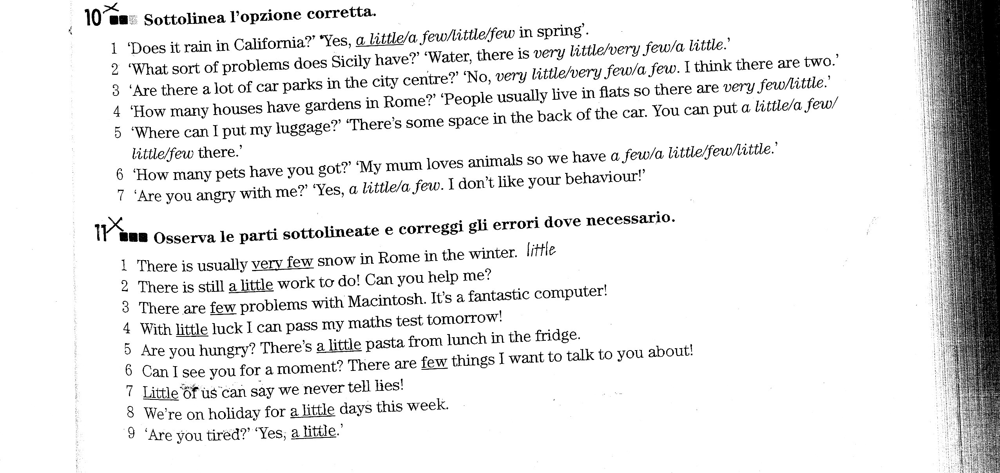 10 Sottolinea l'opzione corretta.
1 'Does it rain in California?' 'Yes, a little/a few/little/few in spring'.
2 'What sort of problems does Sicily have?' 'Water, there is very little/very few/a little.'
3 'Are there a lot of car parks in the city centre?' 'No, very little/very few/a few. I think there are two.'
4 'How many houses have gardens in Rome?' 'People usually live in flats so there are very few/little.'
5 'Where can I put my luggage?' 'There's some space in the back of the car. You can put a little/a few/
little/few there.'
6 'How many pets have you got?' 'My mum loves animals so we have a few/a little/few/little.'
7 'Are you angry with me?' 'Yes, a little/a few. I don't like your behaviour!'
11 Osserva le parti sottolineate e correggi gli errori dove necessario.
1 There is usually very few snow in Rome in the winter. little
2 There is still a little work to do! Can you help me?
3 There are few problems with Macintosh. It's a fantastic computer!
4 With little luck I can pass my maths test tomorrow!
5 Are you hungry? There's a little pasta from lunch in the fridge.
6 Can I see you for a moment? There are few things I want to talk to you about!
7 Little of us can say we never tell lies!
8 We're on holiday for a little days this week.
9 'Are you tired?' 'Yes, a little.'